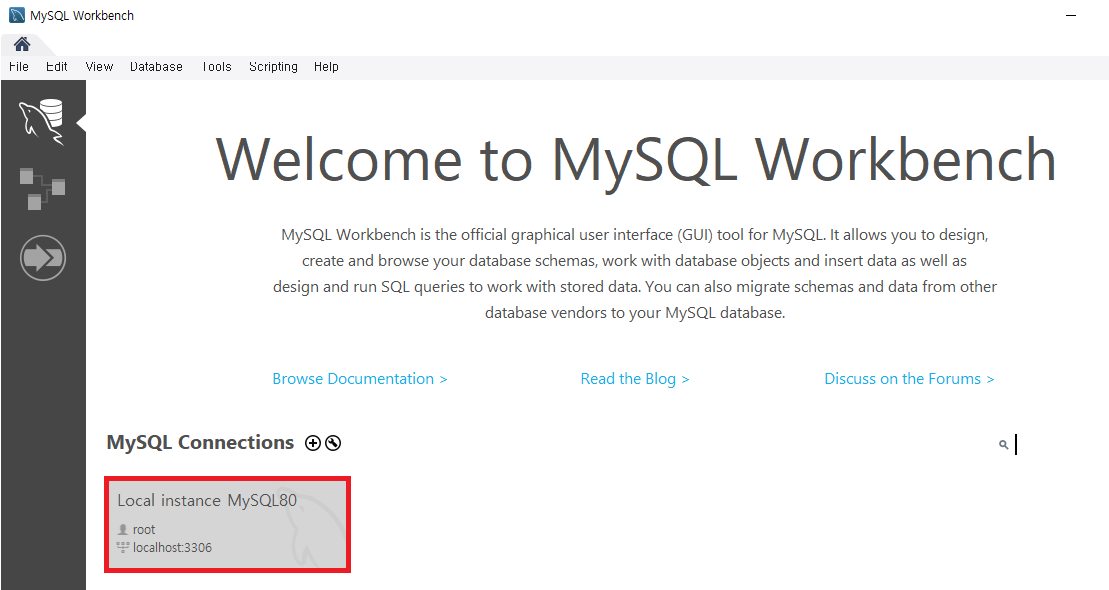 MySQL Workbench
File Edit View Database Tools Scripting Help
Welcome to MySQL Workbench
MySQL Workbench is the official graphical user interface (GUI) tool for MySQL. It allows you to design,
create and browse your database schemas, work with database objects and insert data as well as
design and run SQL queries to work with stored data. You can also migrate schemas and data from other
database vendors to your MySQL database.
Browse Documentation > Read the Blog > Discuss on the Forums >
MySQL Connections
Local instance MySQL80
root
localhost:3306